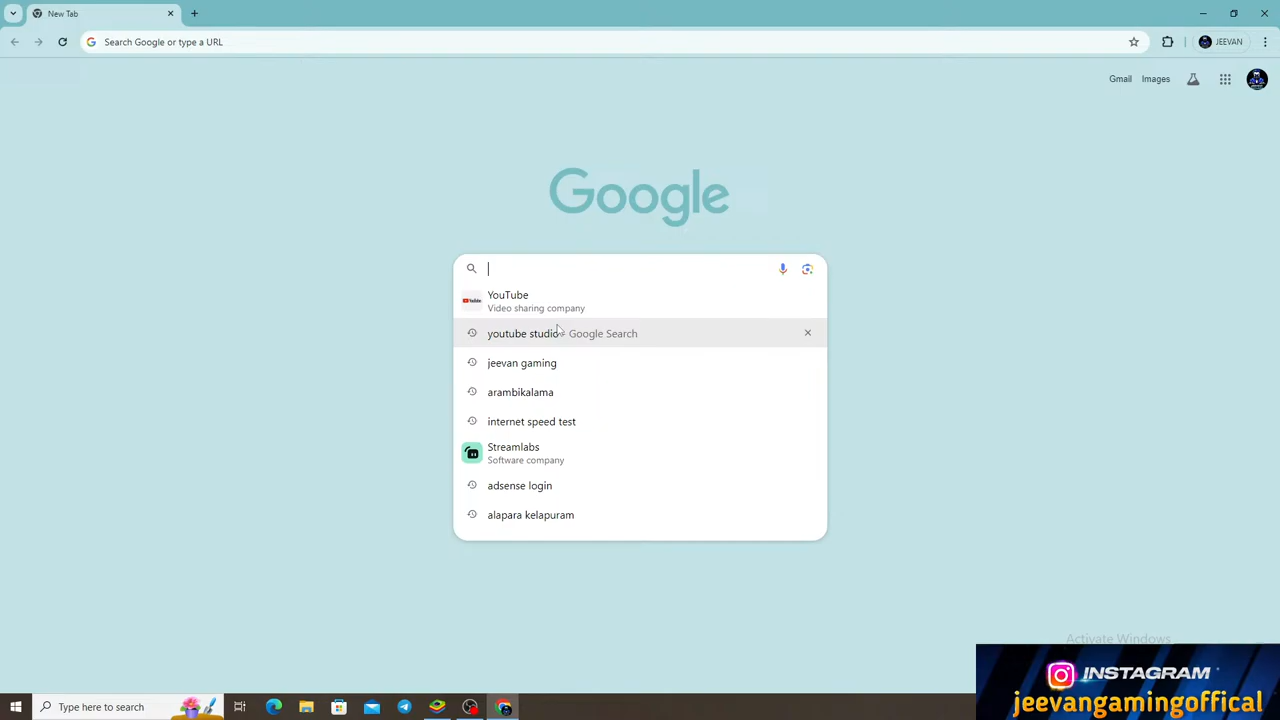 New Tab
Search Google or type a URL
JEEVAN
Gmail
Images
Google
YouTube
YouTube
Video sharing company
youtube studio - Google Search
jeevan gaming
arambikalama
internet speed test
Streamlabs
Software company
adsense login
alapara kelapuram
Activate Windows
INSTAGRAM
jeevangamingoffical
Type here to search